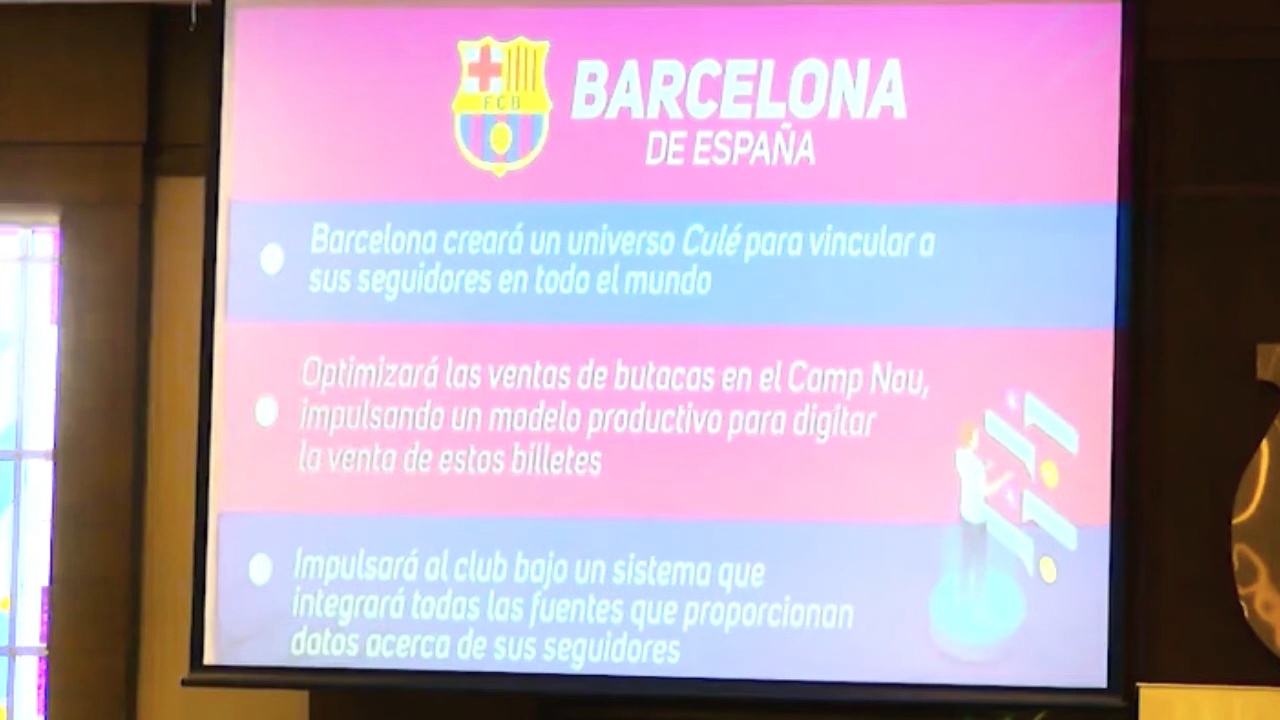 FCB
BARCELONA
DE ESPAÑA
Barcelona creará un universo Culé para vincular a
sus seguidores en todo el mundo
Optimizará las ventas de butacas en el Camp Nou,
impulsando un modelo productivo para digitar
la venta de estos billetes
Impulsará al club bajo un sistema que
integrará todas las fuentes que proporcionan
datos acerca de sus seguidores